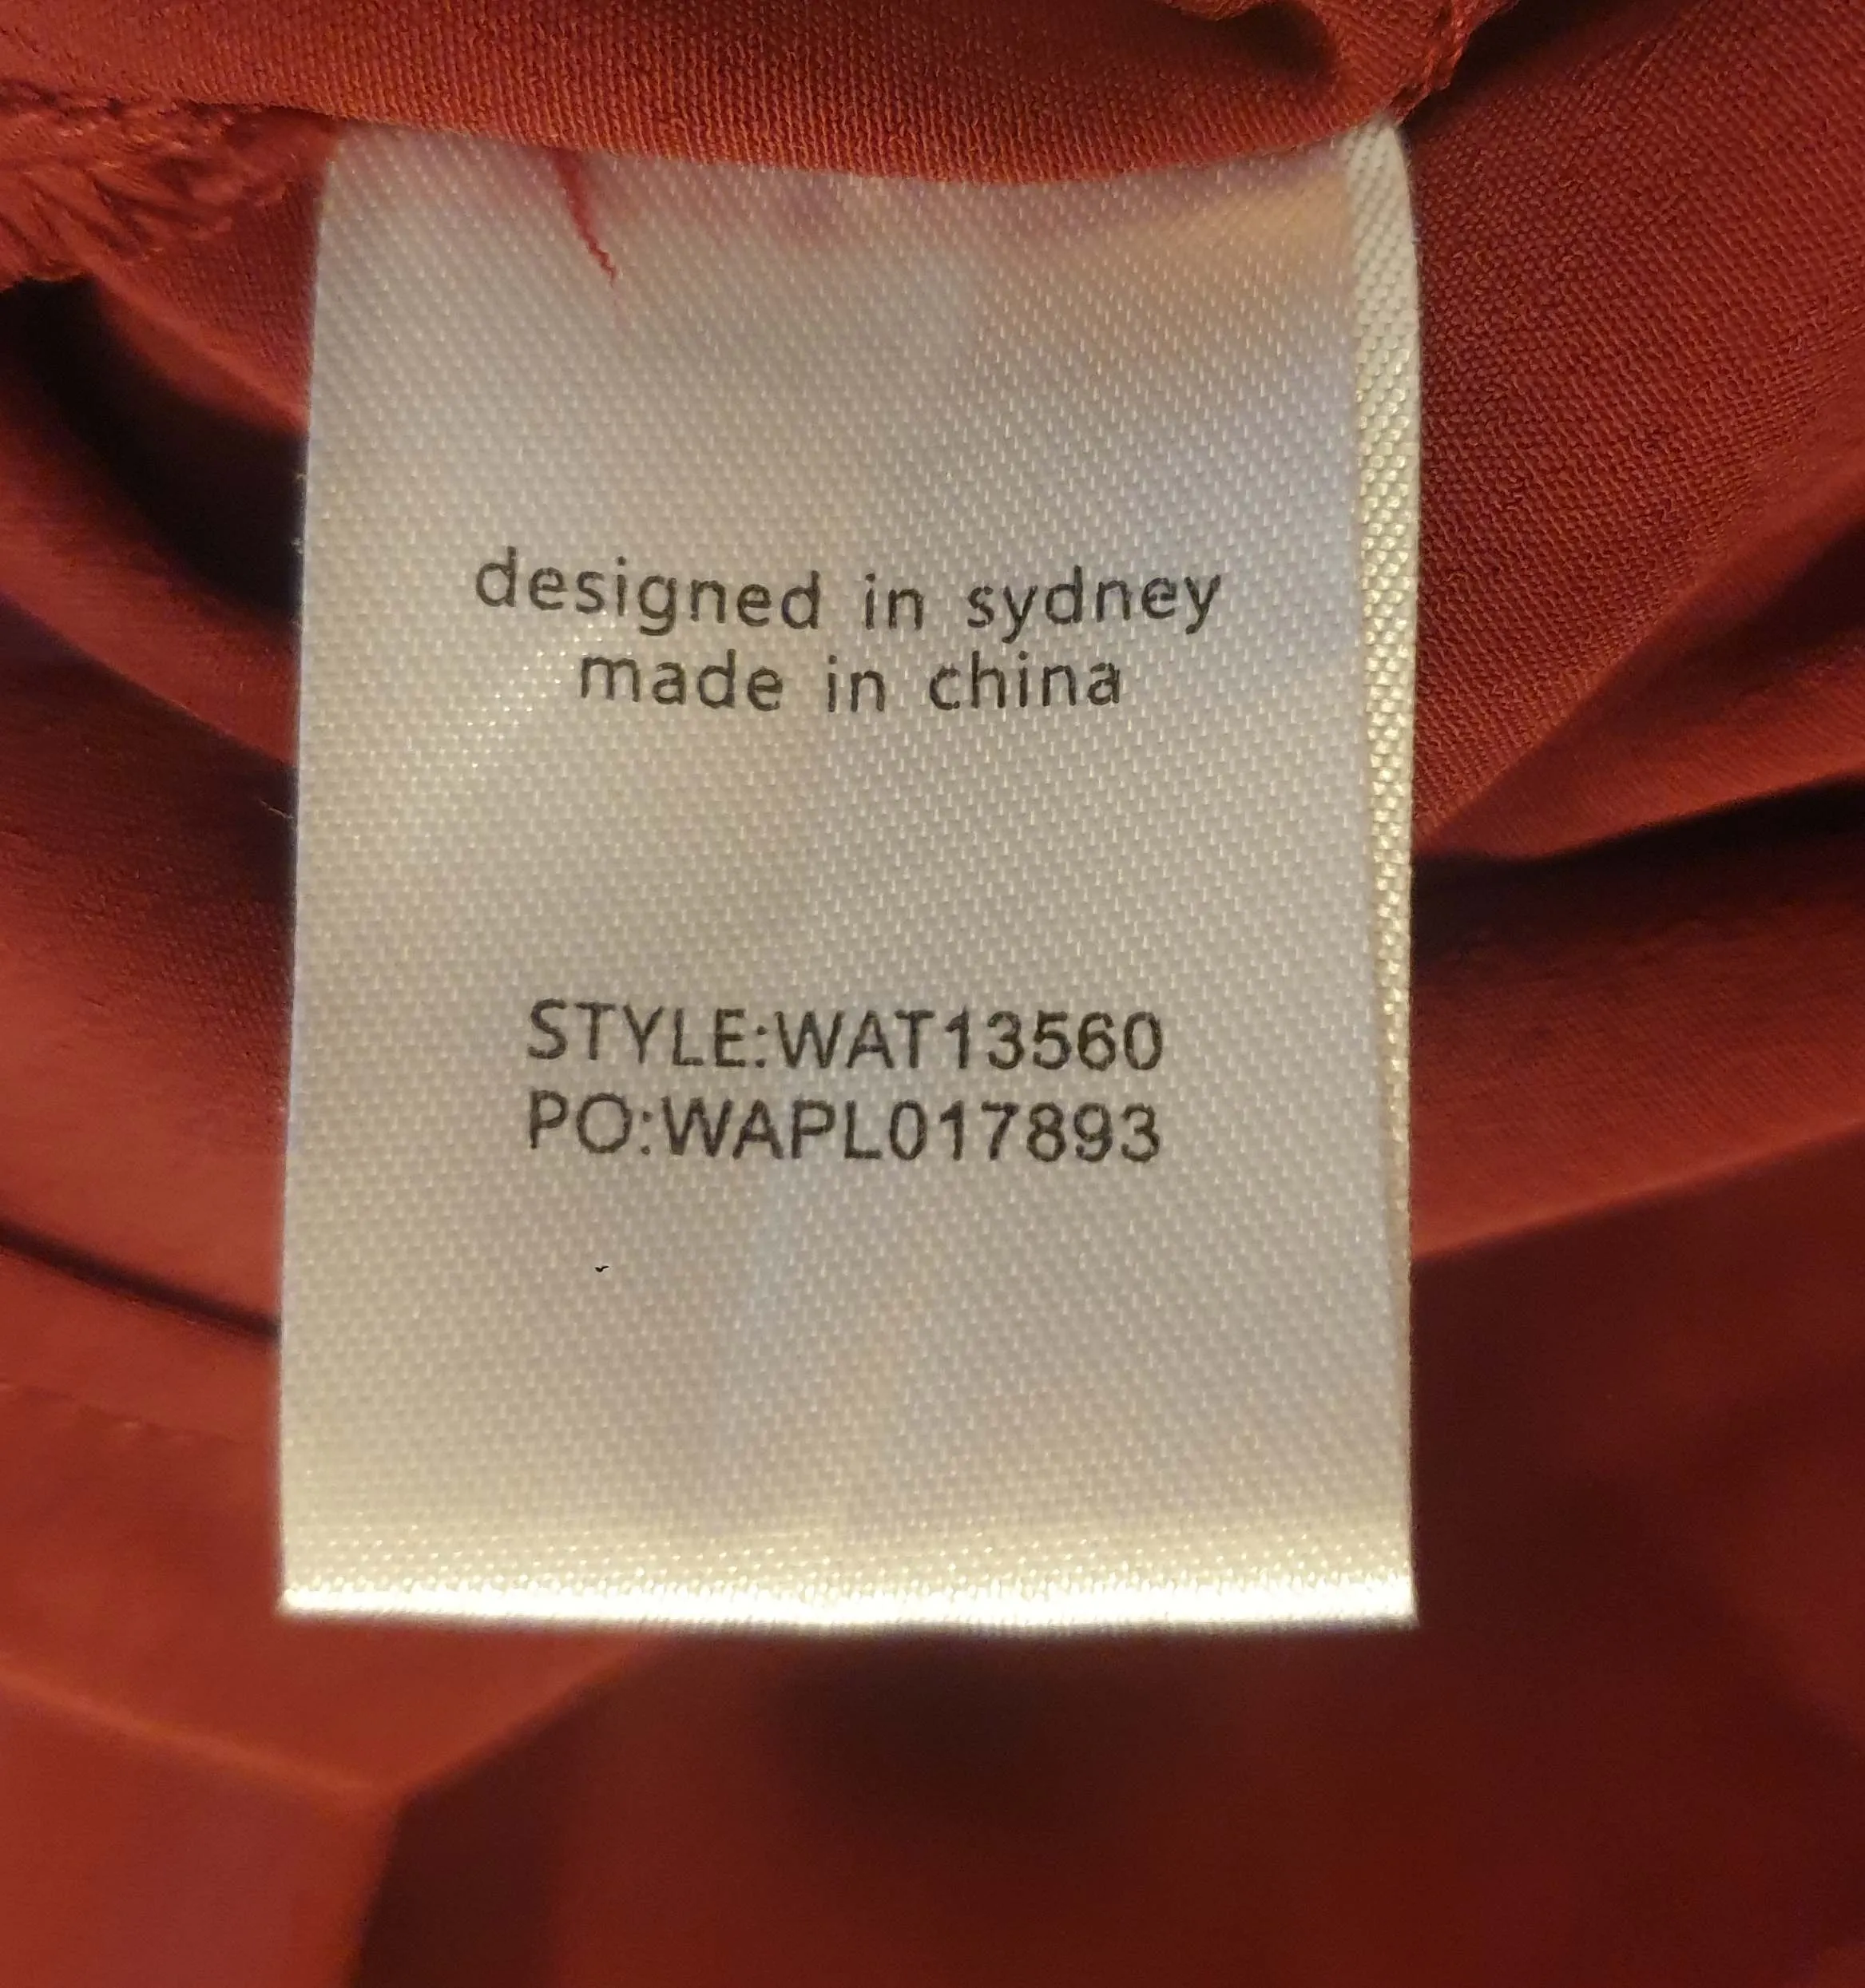 designed in sydney
made in china
STYLE:WAT13560
PO:WAPL017893